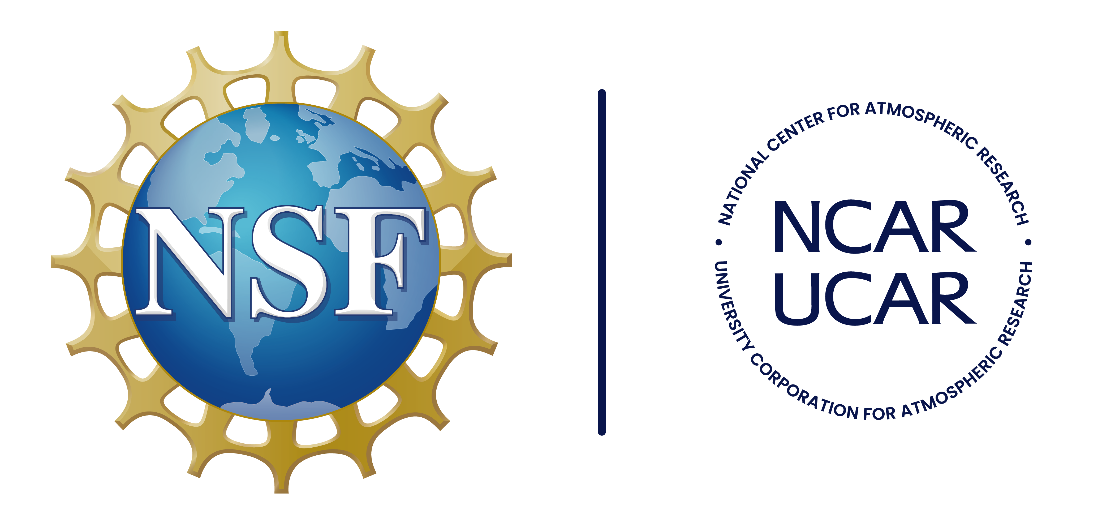 NSF
NATIONAL CENTER FOR ATMOSPHERIC RESEARCH
NCAR
UCAR
UNIVERSITY CORPORATION FOR ATMOSPHERIC RESEARCH